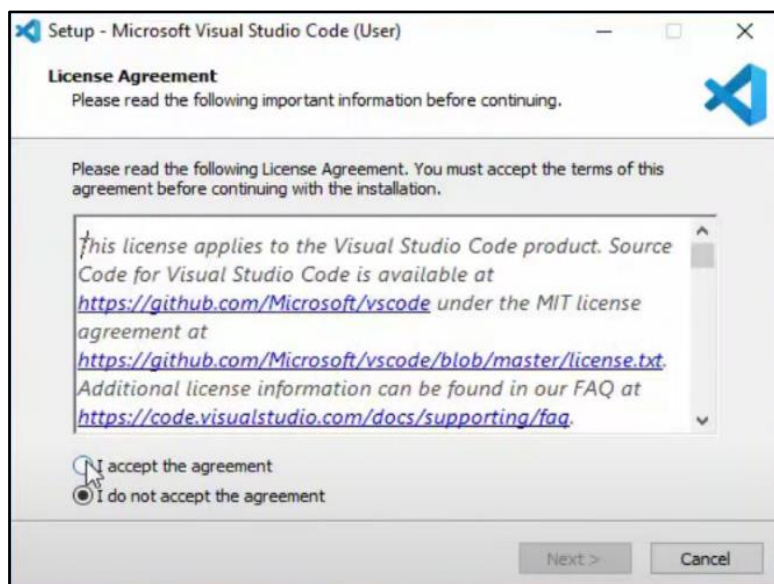 Setup - Microsoft Visual Studio Code (User)
License Agreement
Please read the following important information before continuing.
Please read the following License Agreement. You must accept the terms of this
agreement before continuing with the installation.
This license applies to the Visual Studio Code product. Source
Code for Visual Studio Code is available at
https://github.com/Microsoft/vscode under the MIT license
agreement at
https://github.com/Microsoft/vscode/blob/master/license.txt.
Additional license information can be found in our FAQ at
https://code.visualstudio.com/docs/supporting/faq.
I accept the agreement
I do not accept the agreement
Next >
Cancel